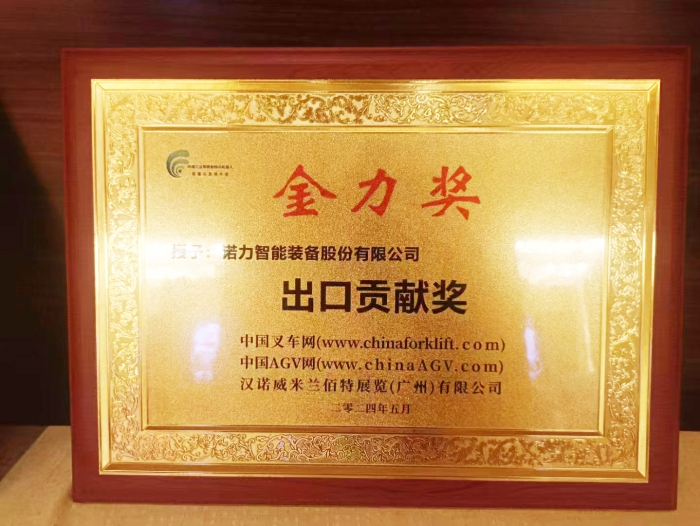 金力奖
授予：诺力智能装备股份有限公司
出口贡献奖
中国叉车网(www.chinaforklift.com)
中国AGV网(www.chinaAGV.com)
汉诺威米兰佰特展览(广州)有限公司
二零二四年五月